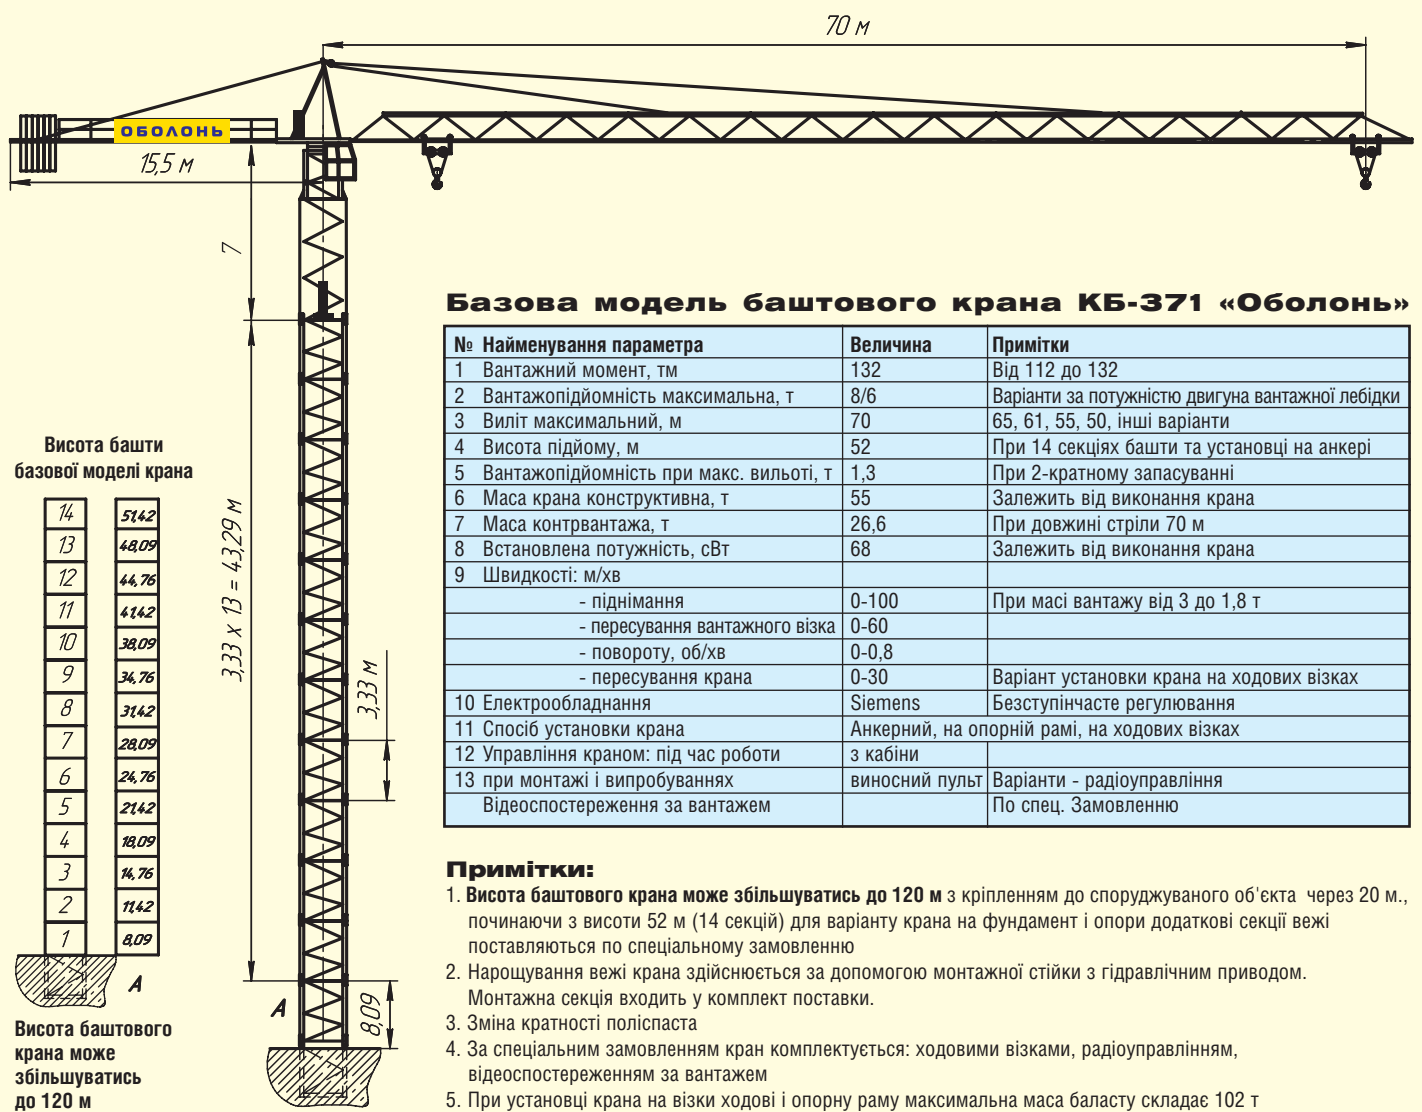 70 м
ОБОЛОНЬ
15,5 м
7
Базова модель баштового крана КБ-371 «Оболонь»
№ Найменування параметра Величина Примітки
1 Вантажний момент, тм 132 Від 112 до 132
2 Вантажопідйомність максимальна, т 8/6 Варіанти за потужністю двигуна вантажної лебідки
3 Виліт максимальний, м 70 65, 61, 55, 50, інші варіанти
4 Висота підйому, м 52 При 14 секціях башти та установці на анкері
5 Вантажопідйомність при макс. вильоті, т 1,3 При 2-кратному запасуванні
6 Маса крана конструктивна, т 55 Залежить від виконання крана
7 Маса контрвантажа, т 26,6 При довжині стріли 70 м
8 Встановлена потужність, сВт 68 Залежить від виконання крана
9 Швидкості: м/хв
- піднімання 0-100 При масі вантажу від 3 до 1,8 т
- пересування вантажного візка 0-60
- повороту, об/хв 0-0,8
- пересування крана 0-30 Варіант установки крана на ходових візках
10 Електрообладнання Siemens Безступінчасте регулювання
11 Спосіб установки крана Анкерний, на опорній рамі, на ходових візках
12 Управління краном: під час роботи з кабіни
13 при монтажі і випробуваннях виносний пульт Варіанти - радіоуправління
Відеоспостереження за вантажем По спец. Замовленню
Висота башти
базової моделі крана
14 51,42
13 48,09
12 44,76
11 41,42
10 38,09
9 34,76
8 31,42
7 28,09
6 24,76
5 21,42
4 18,09
3 14,76
2 11,42
1 8,09
А
Висота баштового
крана може
збільшуватись
до 120 м
3,33 х 13 = 43,29 м
3,33 м
А
8,09
Примітки:
1. Висота баштового крана може збільшуватись до 120 м з кріпленням до споруджуваного об'єкта через 20 м.,
починаючи з висоти 52 м (14 секцій) для варіанту крана на фундамент і опори додаткові секції вежі
поставляються по спеціальному замовленню
2. Нарощування вежі крана здійснюється за допомогою монтажної стійки з гідравлічним приводом.
Монтажна секція входить у комплект поставки.
3. Зміна кратності поліспаста
4. За спеціальним замовленням кран комплектується: ходовими візками, радіоуправлінням,
відеоспостереженням за вантажем
5. При установці крана на візки ходові і опорну раму максимальна маса баласту складає 102 т